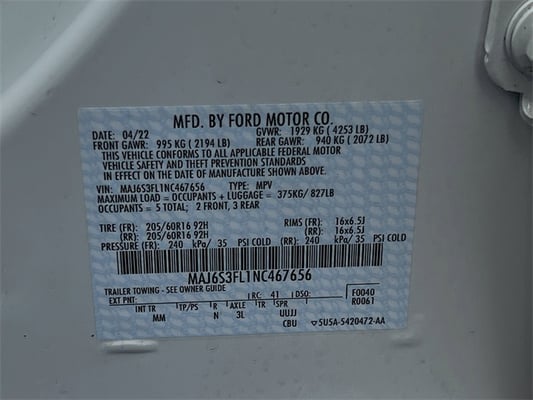 MFD. BY FORD MOTOR CO.
DATE: 04/22 GVWR: 1929 KG ( 4253 LB)
FRONT GAWR: 995 KG ( 2194 LB) REAR GAWR: 940 KG ( 2072 LB)
THIS VEHICLE CONFORMS TO ALL APPLICABLE FEDERAL MOTOR
VEHICLE SAFETY AND THEFT PREVENTION STANDARDS
IN EFFECT ON THE DATE OF MANUFACTURE SHOWN ABOVE.
VIN: MAJ6S3FL1NC467656 TYPE: MPV
MAXIMUM LOAD = OCCUPANTS + LUGGAGE = 375KG/ 827LB
OCCUPANTS = 5 TOTAL; 2 FRONT, 3 REAR
TIRE (FR): 205/60R16 92H RIMS (FR): 16x6.5J
(RR): 205/60R16 92H (RR): 16x6.5J
PRESSURE (FR): 240 kPa/ 35 PSI COLD (RR): 240 kPa/ 35 PSI COLD
MAJ6S3FL1NC467656
TRAILER TOWING - SEE OWNER GUIDE
EXT PNT: RC: 41 DSO: F0040
R0061
INT TR TP/PS R AXLE TR SPR
MM N 3L UUJJ
CBU 5U5A-5420472-AA